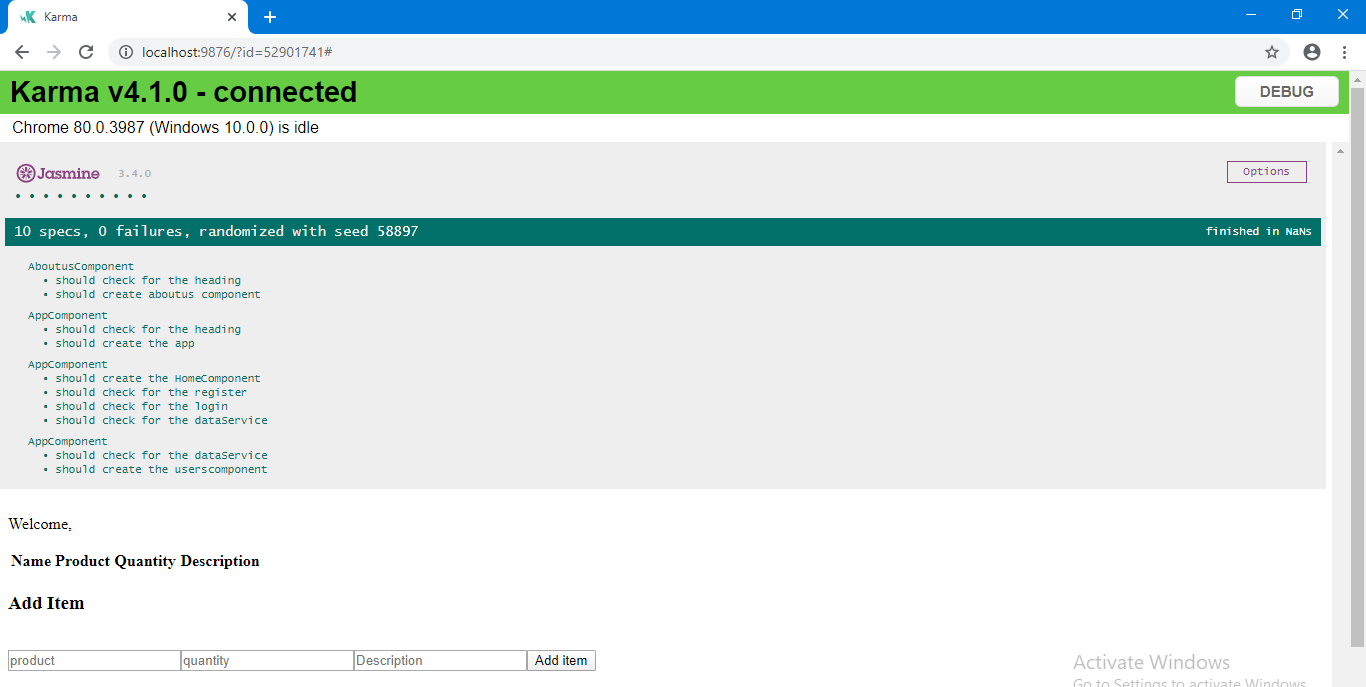 Karma
localhost:9876/?id=52901741#
Karma v4.1.0 - connected
DEBUG
Chrome 80.0.3987 (Windows 10.0.0) is idle
Jasmine 3.4.0
Options
10 specs, 0 failures, randomized with seed 58897
finished in NaNs
AboutusComponent
• should check for the heading
• should create aboutus component
AppComponent
• should check for the heading
• should create the app
AppComponent
• should create the HomeComponent
• should check for the register
• should check for the login
• should check for the dataService
AppComponent
• should check for the dataService
• should create the userscomponent
Welcome,
Name Product Quantity Description
Add Item
product quantity Description Add item
Activate Windows
Go to Settings to activate Windows.